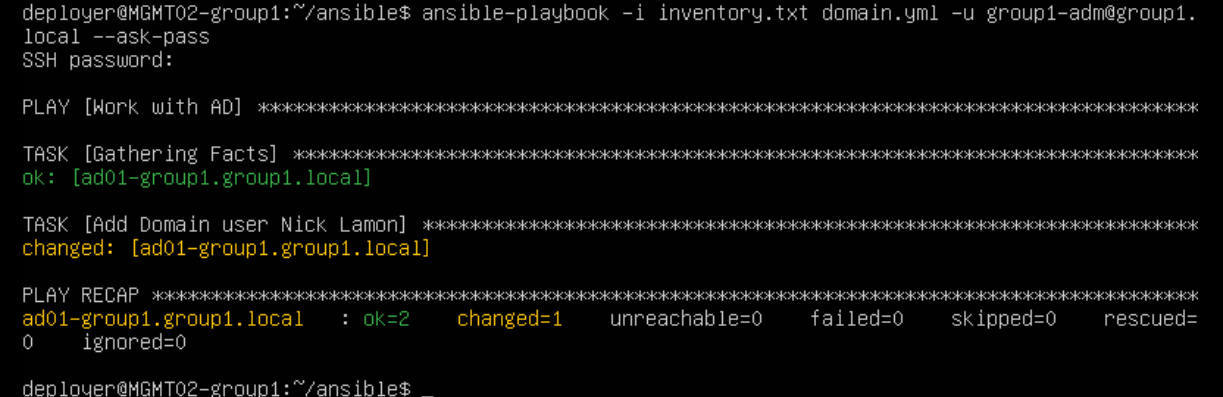 deployer@MGMT02-group1:~/ansible$ ansible-playbook -i inventory.txt domain.yml -u group1-adm@group1.
local --ask-pass
SSH password:
PLAY [Work with AD] ********************************************************************************
TASK [Gathering Facts] *****************************************************************************
ok: [ad01-group1.group1.local]
TASK [Add Domain user Nick Lamon] ******************************************************************
changed: [ad01-group1.group1.local]
PLAY RECAP *****************************************************************************************
ad01-group1.group1.local   : ok=2    changed=1    unreachable=0    failed=0    skipped=0    rescued=
0    ignored=0
deployer@MGMT02-group1:~/ansible$ _